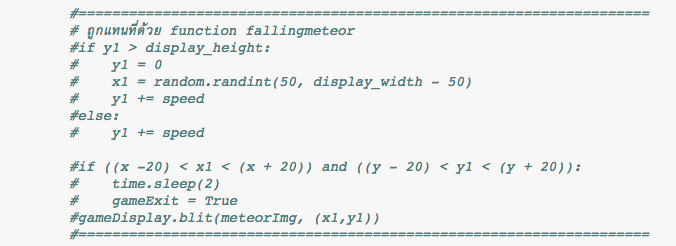 #==================================================================
# ถูกแทนที่ด้วย function fallingmeteor
#if y1 > display_height:
#    y1 = 0
#    x1 = random.randint(50, display_width - 50)
#    y1 += speed
#else:
#    y1 += speed

#if ((x -20) < x1 < (x + 20)) and ((y - 20) < y1 < (y + 20)):
#    time.sleep(2)
#    gameExit = True
#gameDisplay.blit(meteorImg, (x1,y1))
#==================================================================